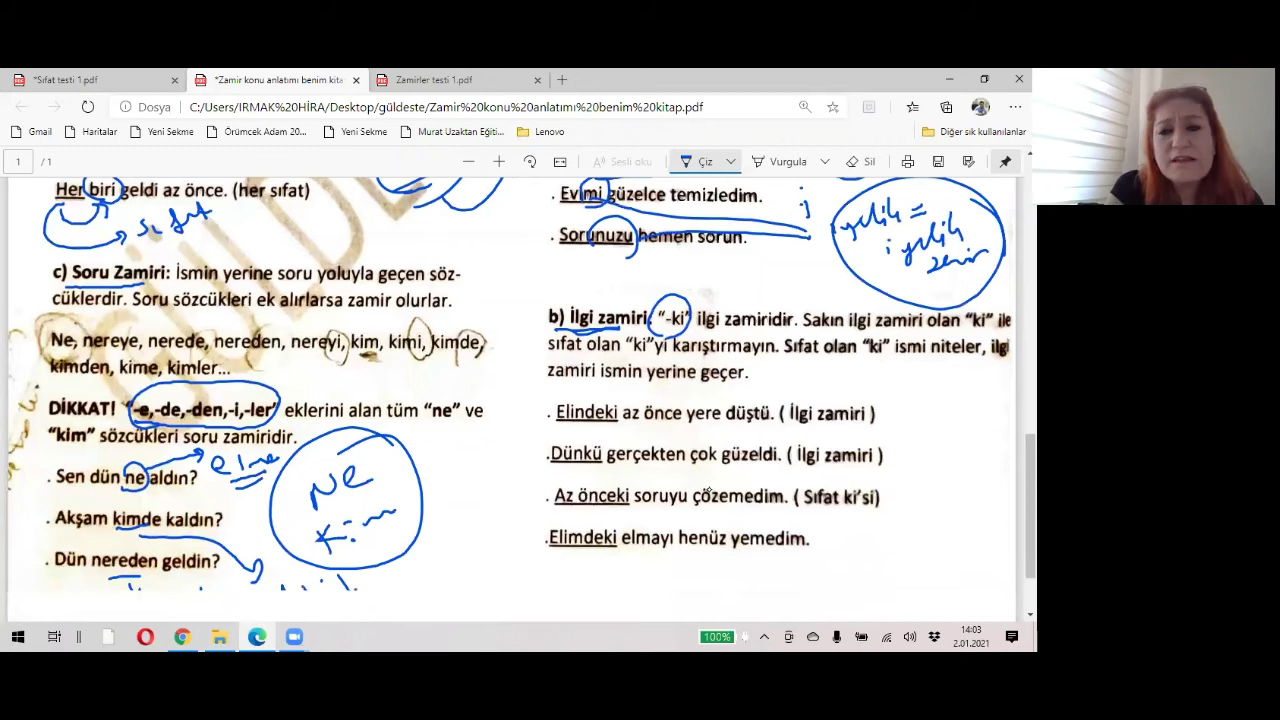 *Sıfat testi 1.pdf
*Zamir konu anlatımı benim kita
Zamirler testi 1.pdf
Dosya
C:/Users/IRMAK%20HİRA/Desktop/güldeste/Zamir%20konu%20anlatımı%20benim%20kitap.pdf
Gmail
Haritalar
Yeni Sekme
Örümcek Adam 20...
Yeni Sekme
Murat Uzaktan Eğiti...
Lenovo
Diğer sık kullanılanlar
1 /1
Sesli oku
Çiz
Vurgula
Sil
GÜLDE
Her biri geldi az önce. (her sıfat)
sıfat
c) Soru Zamiri: İsmin yerine soru yoluyla geçen söz-
cüklerdir. Soru sözcükleri ek alırlarsa zamir olurlar.
Ne, nereye, nerede, nereden, nereyi, kim, kimi, kimde,
kimden, kime, kimler...
DİKKAT! "-e,-de,-den,-i,-ler" eklerini alan tüm "ne" ve
"kim" sözcükleri soru zamiridir.
. Sen dün ne aldın?
elma
Ne
Kim
. Akşam kimde kaldın?
. Dün nereden geldin?
. Evimi güzelce temizledim.
. Sorunuzu hemen sorun.
iyelik =
iyelik
zamir
b) İlgi zamiri: "-ki" ilgi zamiridir. Sakın ilgi zamiri olan "ki" ile
sıfat olan "ki"yi karıştırmayın. Sıfat olan "ki" ismi niteler, ilgi
zamiri ismin yerine geçer.
. Elindeki az önce yere düştü. ( İlgi zamiri )
.Dünkü gerçekten çok güzeldi. ( İlgi zamiri )
. Az önceki soruyu çözemedim. ( Sıfat ki'si)
.Elimdeki elmayı henüz yemedim.
100%
14:03
2.01.2021